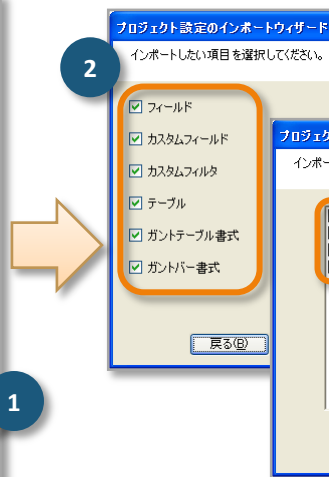 プロジェクト設定のインポートウィザード
2
インポートしたい項目を選択してください。
フィールド
カスタムフィールド
カスタムフィルタ
テーブル
ガントテーブル書式
ガントバー書式
戻る(B)
プロジェク
インポー
1